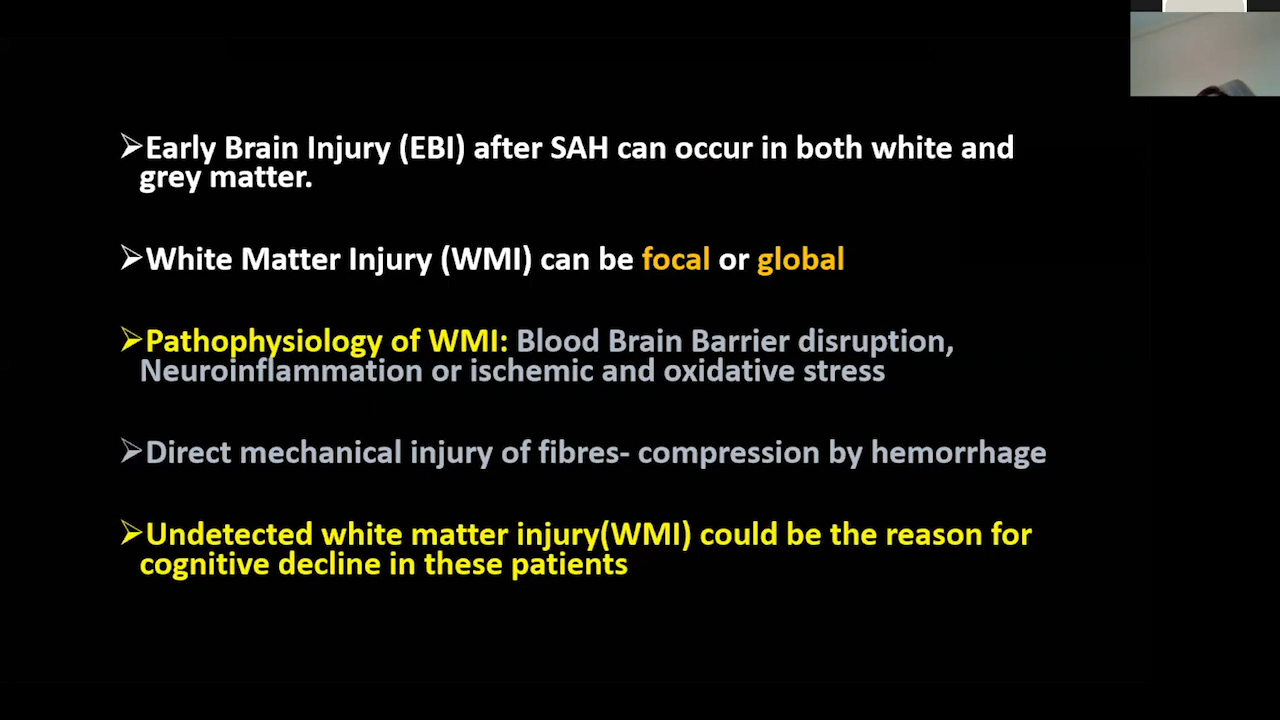 ➢Early Brain Injury (EBI) after SAH can occur in both white and
grey matter.
➢White Matter Injury (WMI) can be focal or global
➢Pathophysiology of WMI: Blood Brain Barrier disruption,
Neuroinflammation or ischemic and oxidative stress
➢Direct mechanical injury of fibres- compression by hemorrhage
➢Undetected white matter injury(WMI) could be the reason for
cognitive decline in these patients